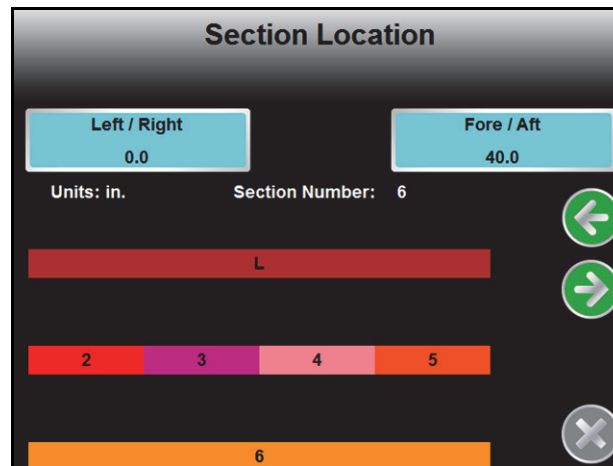 Section Location
Left / Right
0.0
Fore / Aft
40.0
Units: in.
Section Number: 6
L
2 3 4 5
6